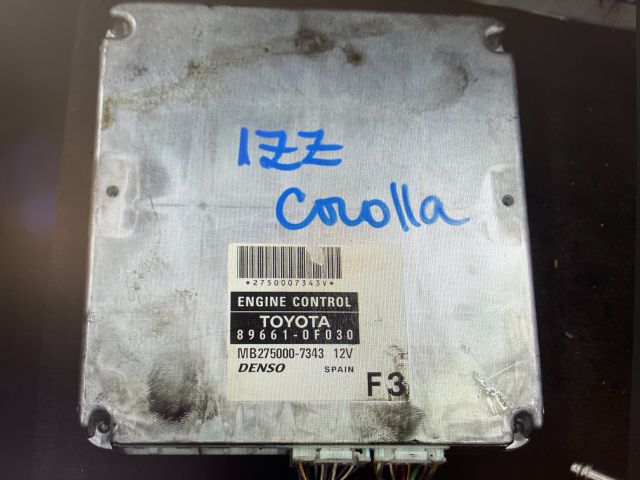 1ZZ
Corolla
*2750007343V*
ENGINE CONTROL
TOYOTA
89661-0F030
MB275000-7343 12V
DENSO SPAIN
F3